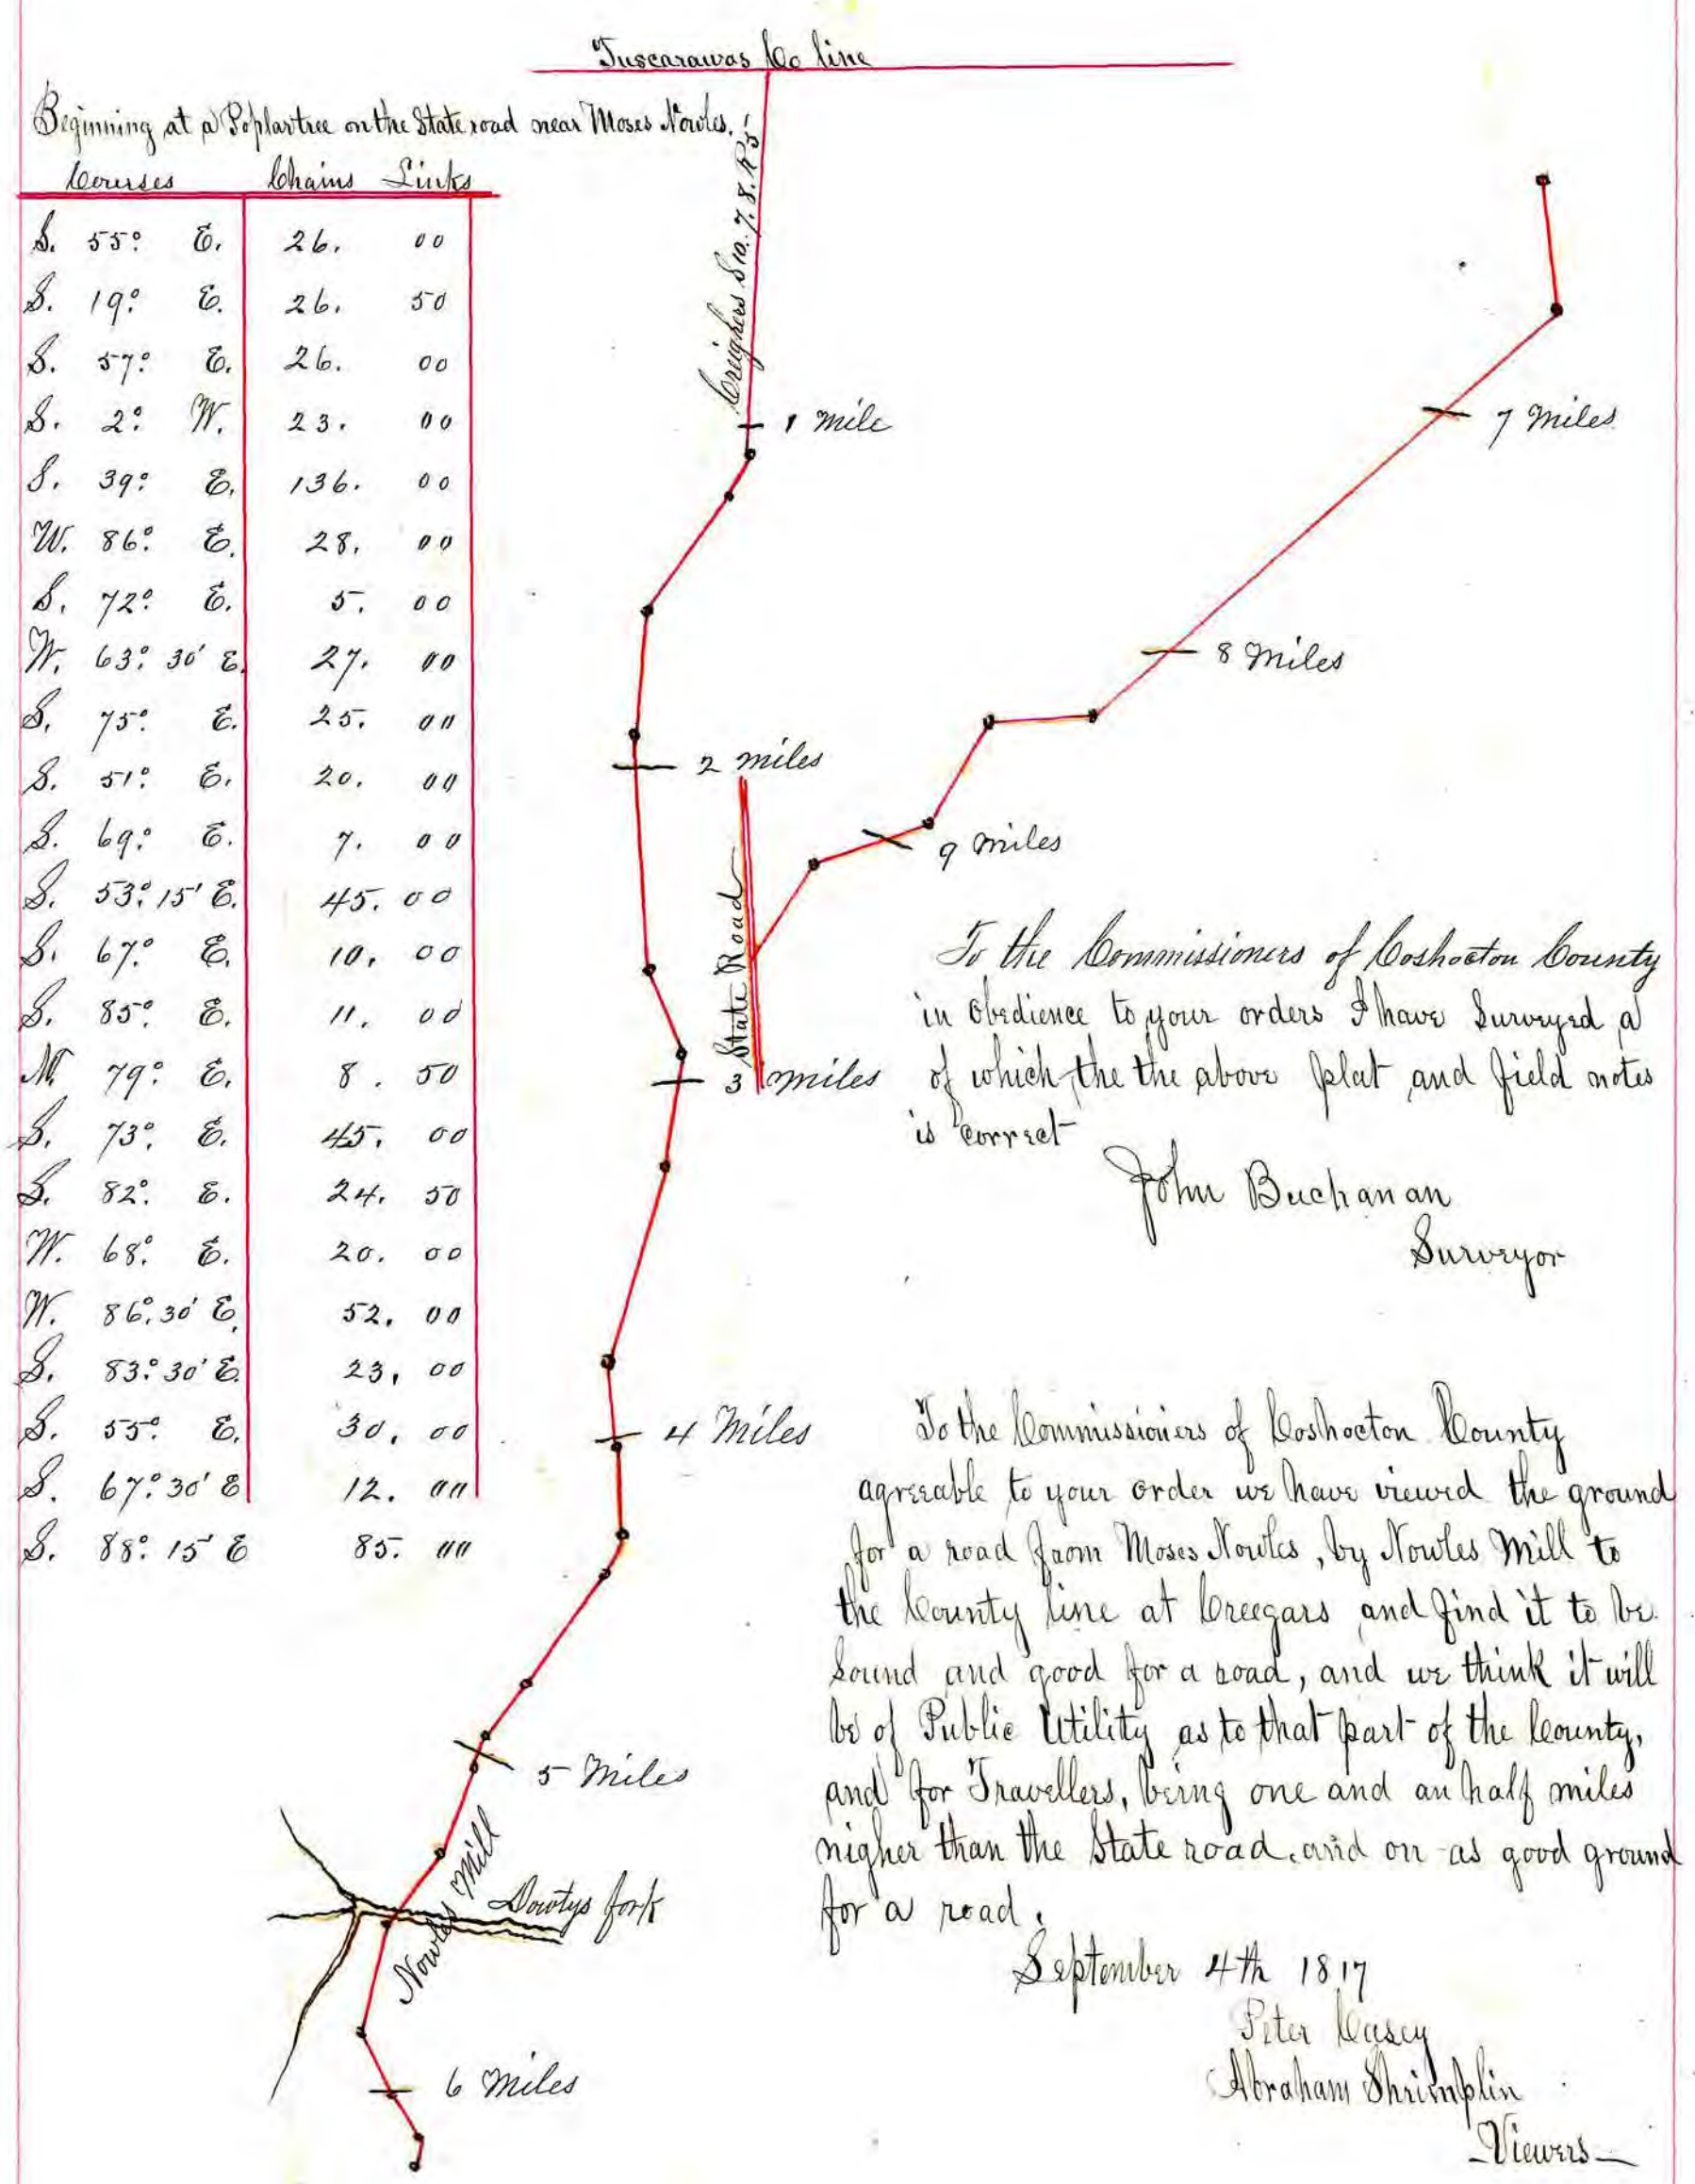 Tuscarawas Co line
Beginning at a Poplar tree on the State road near Moses Nowles.
Courses Chains Links
S. 55° E. 26. 00
S. 19° E. 26. 50
S. 57° E. 26. 00
S. 2° W. 23. 00
S. 39° E. 136. 00
W. 86° E. 28. 00
S. 72° E. 5. 00
W. 63° 30' E. 27. 00
S. 75° E. 25. 00
S. 51° E. 20. 00
S. 69° E. 7. 00
S. 53° 15' E. 45. 00
S. 67° E. 10. 00
S. 85° E. 11. 00
N 79° E. 8. 50
S. 73° E. 45. 00
S. 82° E. 24. 50
W. 68° E. 20. 00
W. 86° 30' E. 52. 00
S. 83° 30' E. 23. 00
S. 55° E. 30. 00
S. 67° 30' E 12. 00
S. 88° 15 E 85. 00
Creighers S10. 7. 8. R5
1 mile
2 miles
State Road
3 miles
4 Miles
5 Miles
Nowles Mill
Dowtys fork
6 Miles
7 Miles
8 Miles
9 miles
To the Commissioners of Coshocton County
in obedience to your orders I have Surveyed a
of which the the above plat and field notes
is correct
John Buchanan
Surveyor
To the Commissioners of Coshocton County
agreeable to your order we have viewed the ground
for a road from Moses Nowles, by Nowles Mill to
the County line at Creegars and find it to be
sound and good for a road, and we think it will
be of Public Utility as to that part of the County,
and for Travellers, being one and an half miles
nigher than the State road. and on as good ground
for a road.
September 4th 1817
Peter Casey
Abraham Shrimplin
Viewers